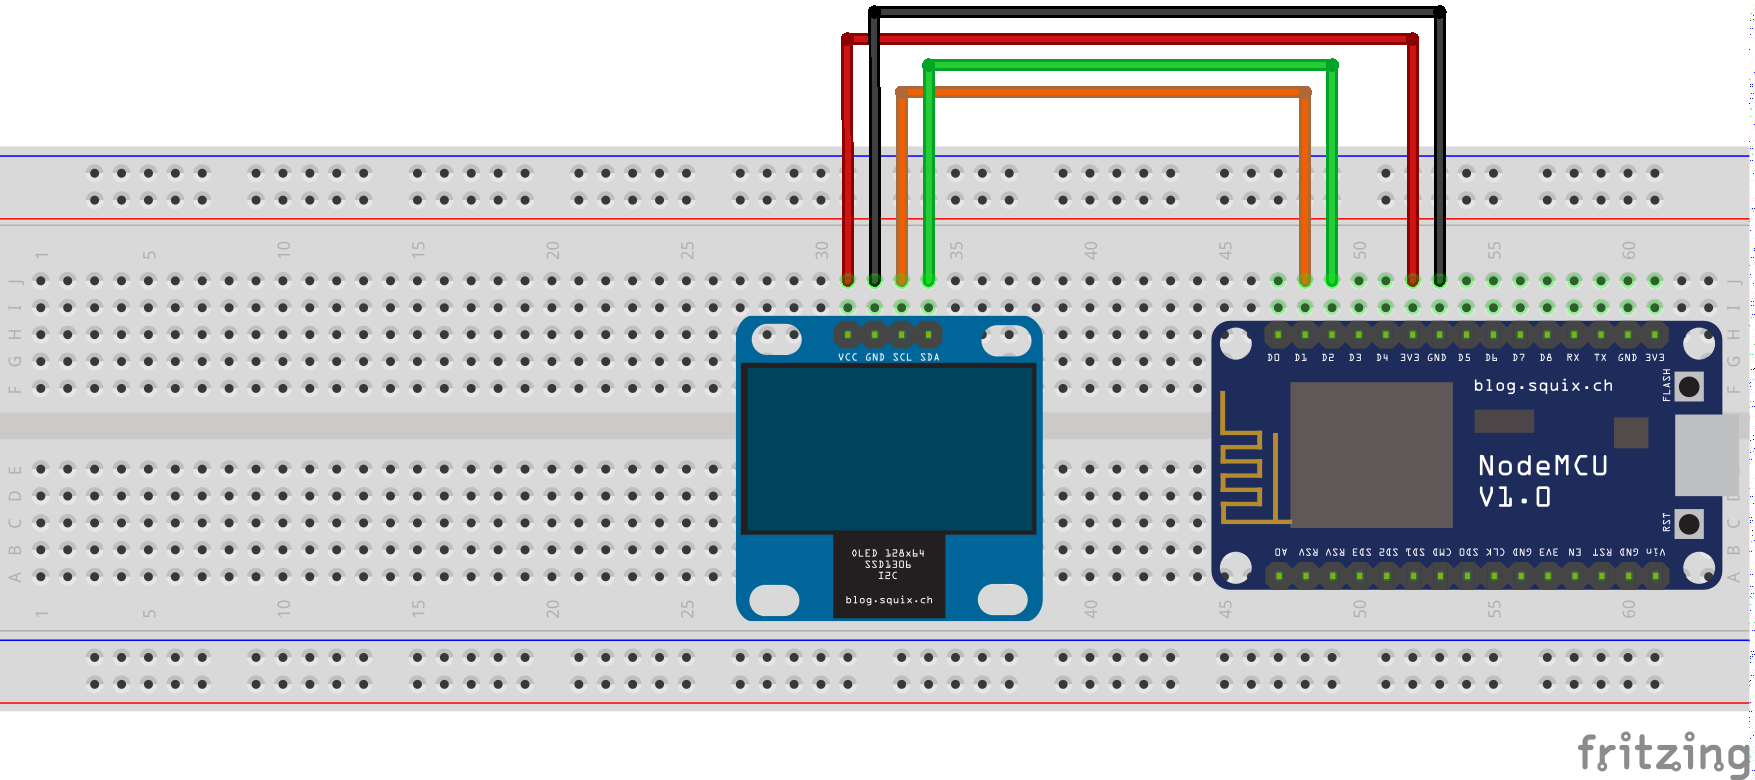 1 5 10 15 20 25 30 35 40 45 50 55 60
J J
I I
H H
G G
F F
VCC GND SCL SDA
D0 D1 D2 D3 D4 3V3 GND D5 D6 D7 D8 RX TX GND 3V3
blog.squix.ch
FLASH
NodeMCU
V1.0
RST
E
D D
C C
B B
A A
OLED 128x64
SSD1306
I2C
blog.squix.ch
A0 RSV RSV SD3 SD2 SD1 CMD SD0 CLK GND 3V3 EN RST GND Vin
1 5 10 15 20 25 40 45 50 55 60
fritzing